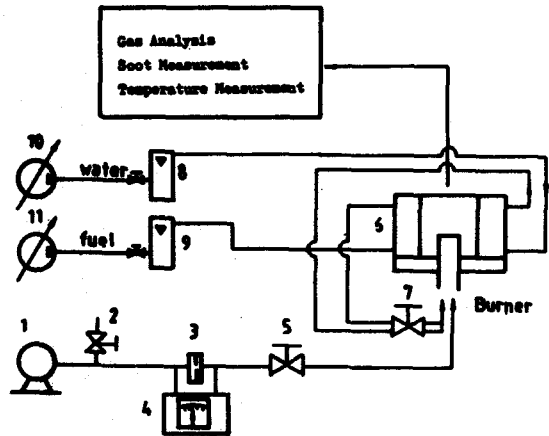 Gas Analysis
Soot Measurement
Temperature Measurement
10
water
8
11
fuel
9
6
7
Burner
1
2
3
5
4